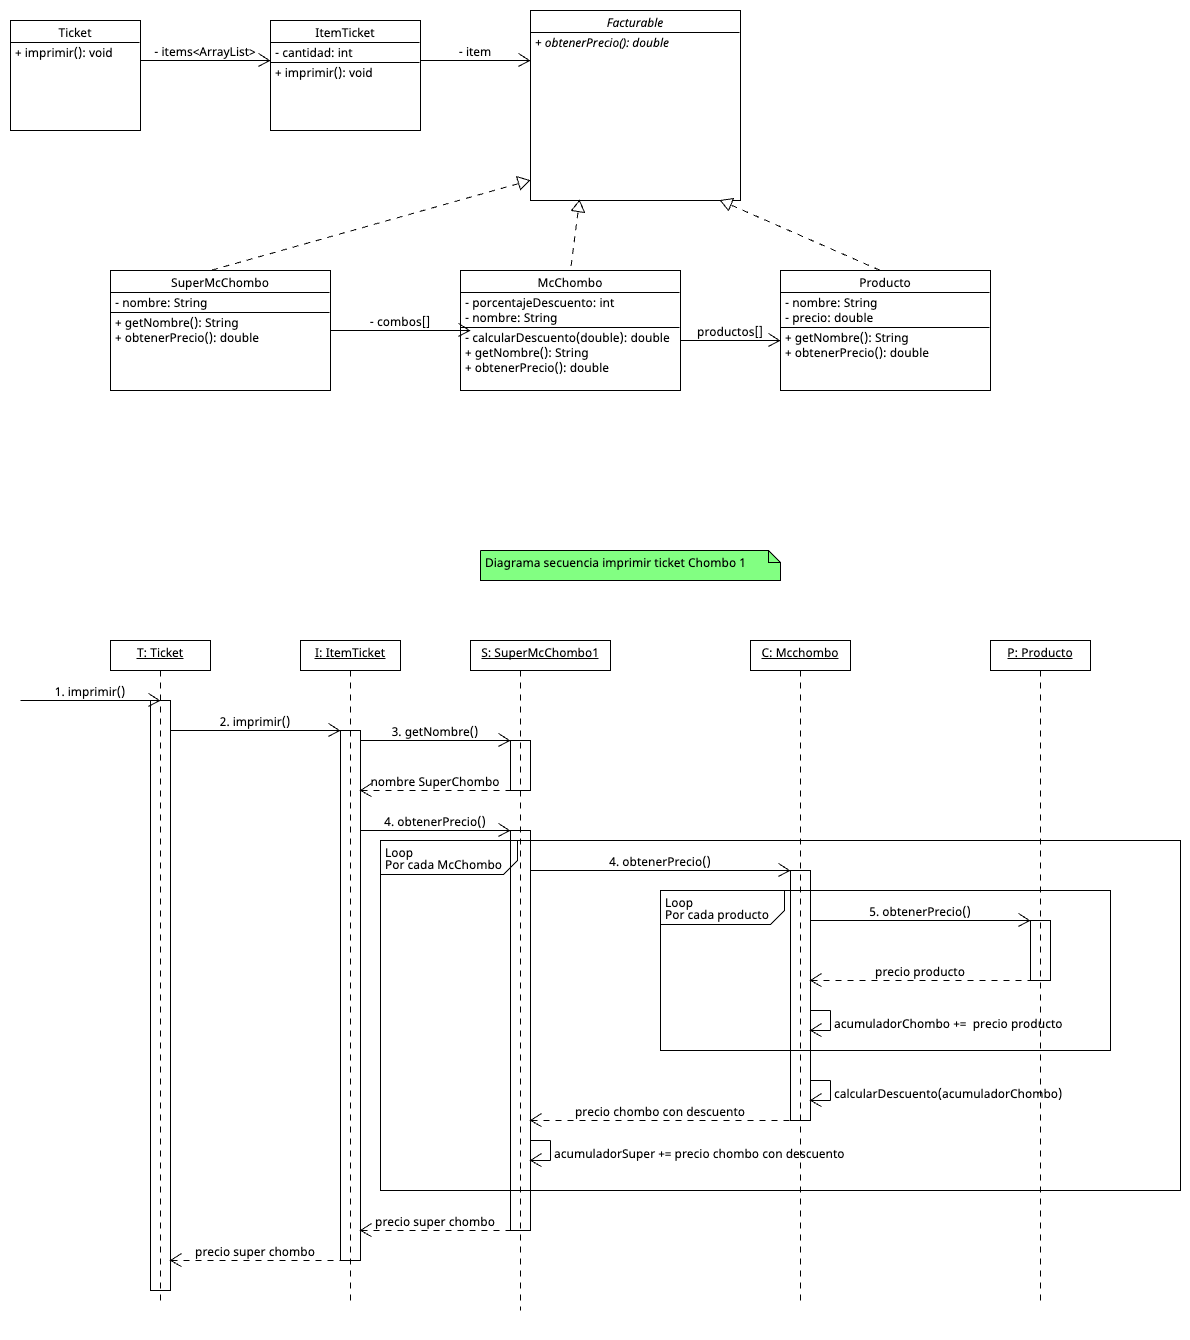 Ticket
+ imprimir(): void
- items<ArrayList>
ItemTicket
- cantidad: int
+ imprimir(): void
- item
Facturable
+ obtenerPrecio(): double
SuperMcChombo
- nombre: String
+ getNombre(): String
+ obtenerPrecio(): double
- combos[]
McChombo
- porcentajeDescuento: int
- nombre: String
- calcularDescuento(double): double
+ getNombre(): String
+ obtenerPrecio(): double
productos[]
Producto
- nombre: String
- precio: double
+ getNombre(): String
+ obtenerPrecio(): double
Diagrama secuencia imprimir ticket Chombo 1
T: Ticket
I: ItemTicket
S: SuperMcChombo1
C: Mcchombo
P: Producto
1. imprimir()
2. imprimir()
3. getNombre()
nombre SuperChombo
4. obtenerPrecio()
Loop
Por cada McChombo
4. obtenerPrecio()
Loop
Por cada producto
5. obtenerPrecio()
precio producto
acumuladorChombo += precio producto
calcularDescuento(acumuladorChombo)
precio chombo con descuento
acumuladorSuper += precio chombo con descuento
precio super chombo
precio super chombo